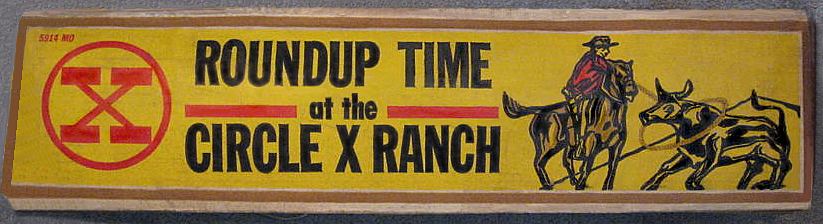 5914 MO
X
ROUNDUP TIME
at the
CIRCLE X RANCH